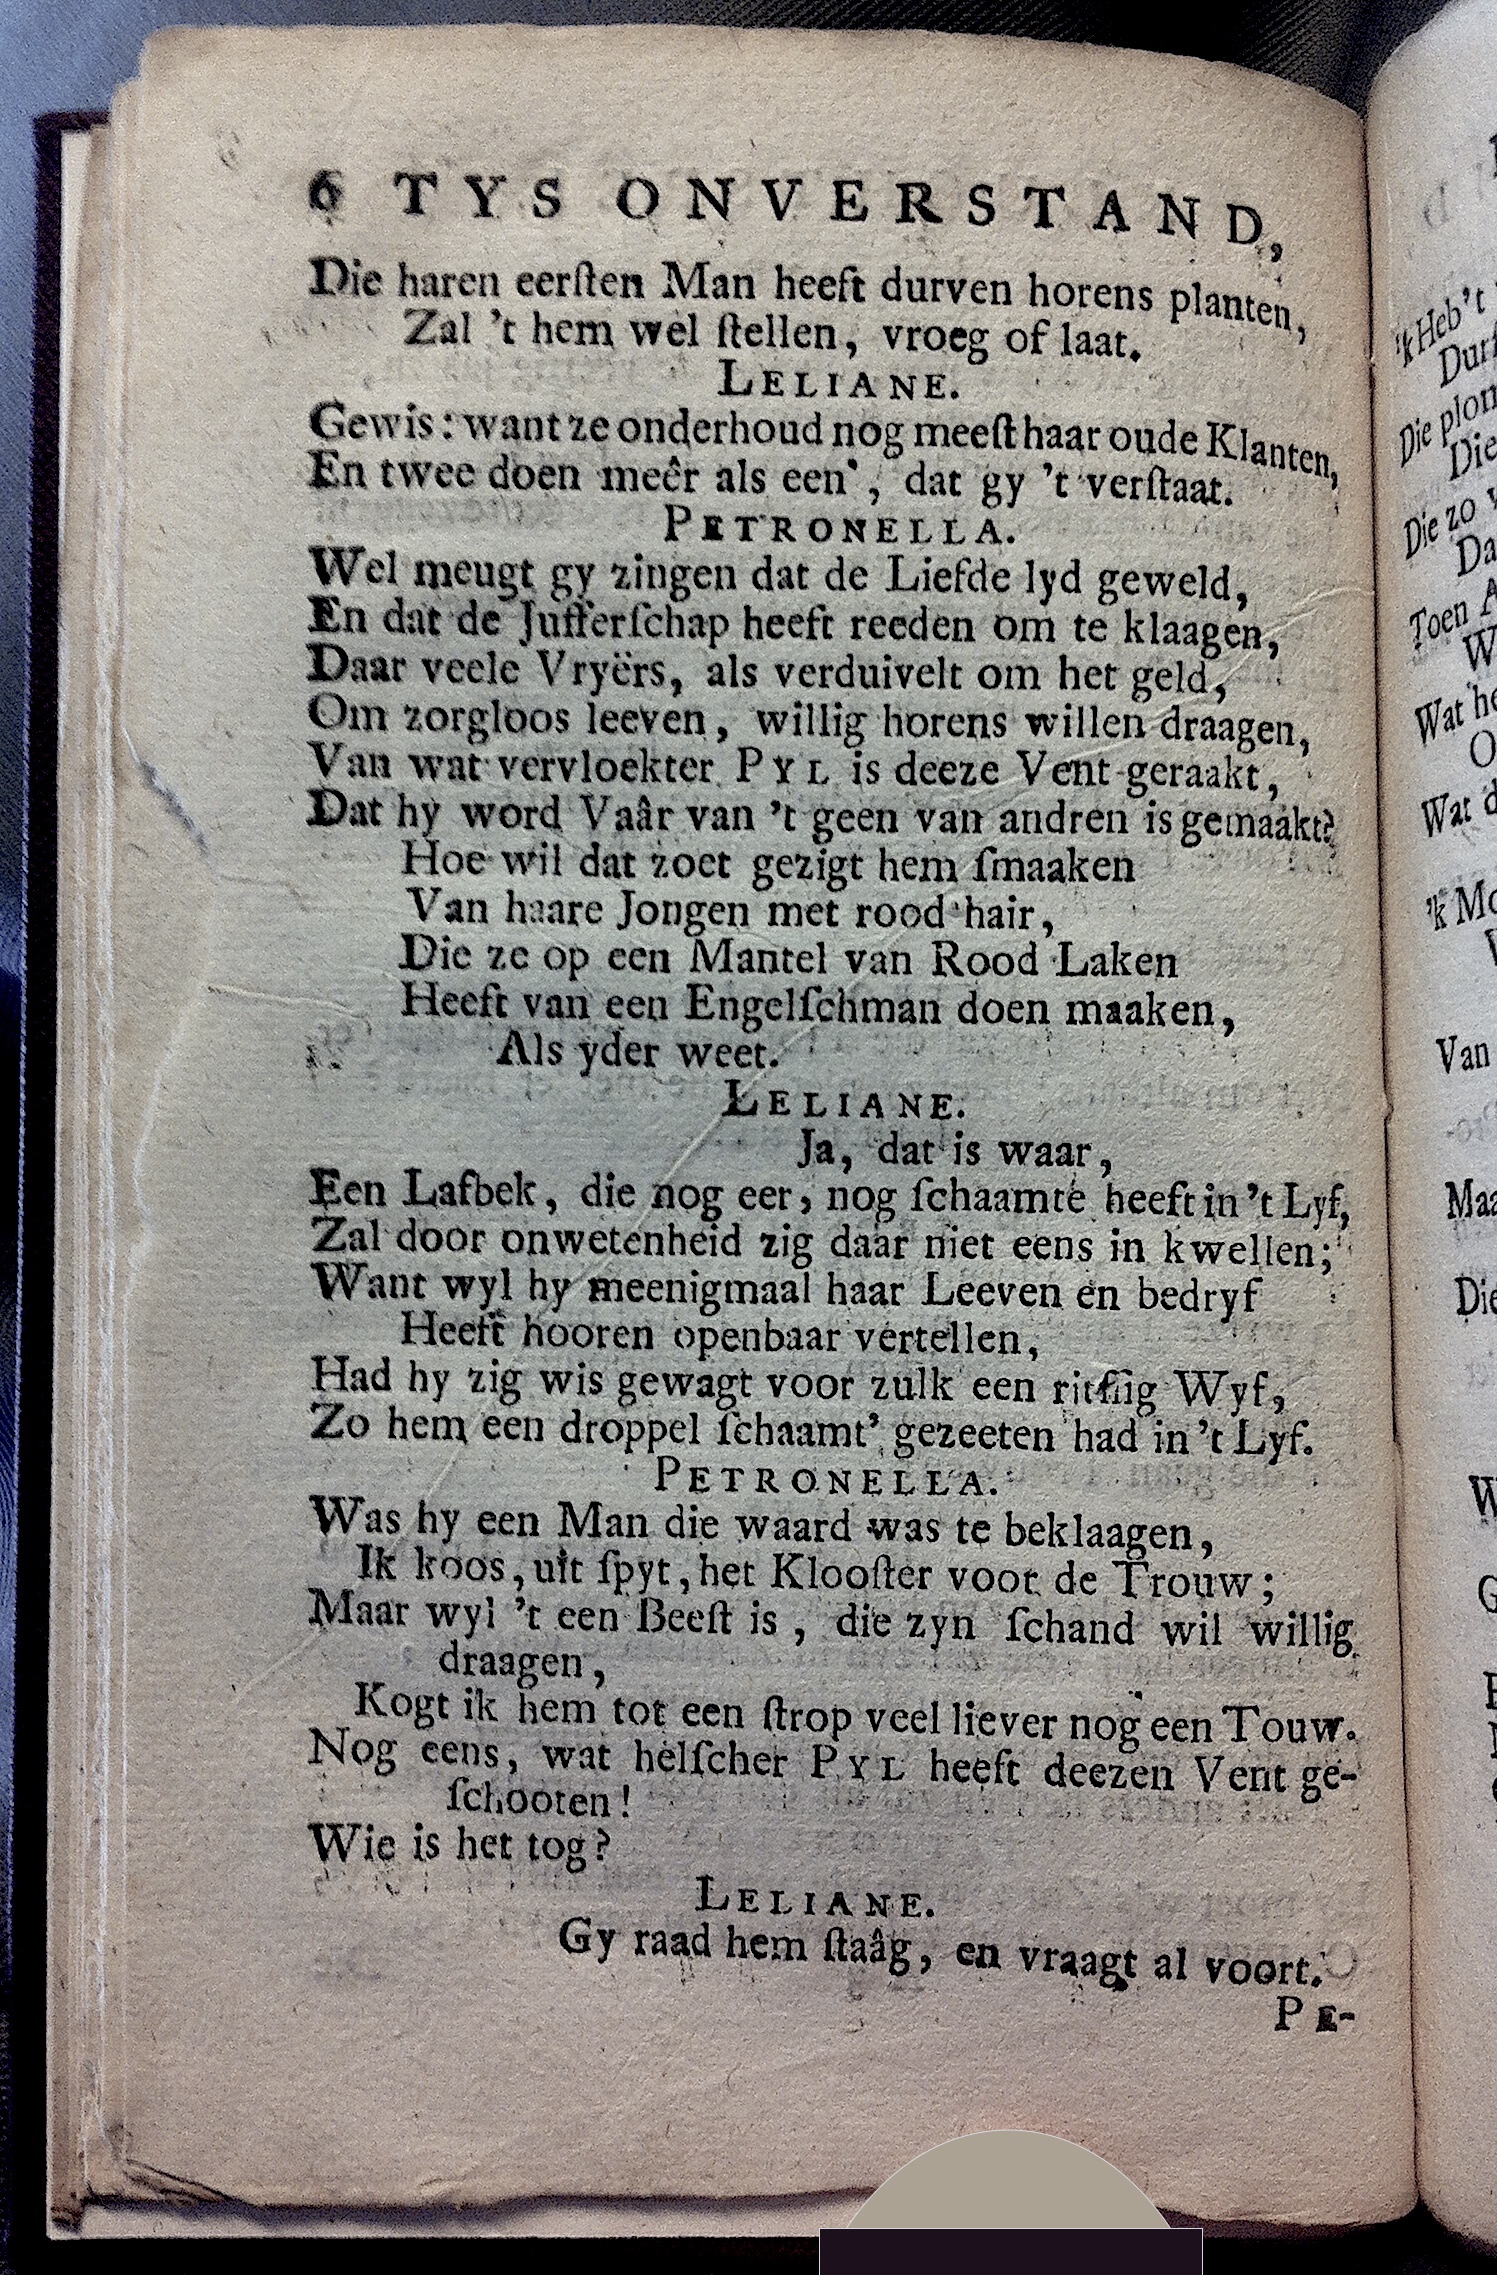 6 TYS ONVERSTAND,
Die haren eerſten Man heeft durven horens planten,
Zal 't hem wel ſtellen, vroeg of laat.
LELIANE.
Gewis: want ze onderhoud nog meeſt haar oude Klanten,
En twee doen meêr als een', dat gy 't verſtaat.
PETRONELLA.
Wel meugt gy zingen dat de Liefde lyd geweld,
En dat de Jufferſchap heeft reeden om te klaagen,
Daar veele Vryërs, als verduivelt om het geld,
Om zorgloos leeven, willig horens willen draagen,
Van wat vervloekter PYL is deeze Vent geraakt,
Dat hy word Vaâr van 't geen van andren is gemaakt?
Hoe wil dat zoet gezigt hem ſmaaken
Van haare Jongen met rood hair,
Die ze op een Mantel van Rood Laken
Heeft van een Engelſchman doen maaken,
Als yder weet.
LELIANE.
Ja, dat is waar,
Een Lafbek, die nog eer, nog ſchaamte heeft in 't Lyf,
Zal door onwetenheid zig daar niet eens in kwellen;
Want wyl hy meenigmaal haar Leeven en bedryf
Heeft hooren openbaar vertellen,
Had hy zig wis gewagt voor zulk een ritſſig Wyf,
Zo hem een droppel ſchaamt' gezeeten had in 't Lyf.
PETRONELLA.
Was hy een Man die waard was te beklaagen,
Ik koos, uit ſpyt, het Klooſter voor de Trouw;
Maar wyl 't een Beeſt is, die zyn ſchand wil willig
draagen,
Kogt ik hem tot een ſtrop veel liever nog een Touw.
Nog eens, wat helſcher PYL heeft deezen Vent ge-
ſchooten!
Wie is het tog?
LELIANE.
Gy raad hem ſtaâg, en vraagt al voort.
PE-
'k Heb 't
Die
Die zo
Toen
Wat
Wat
'k
Van